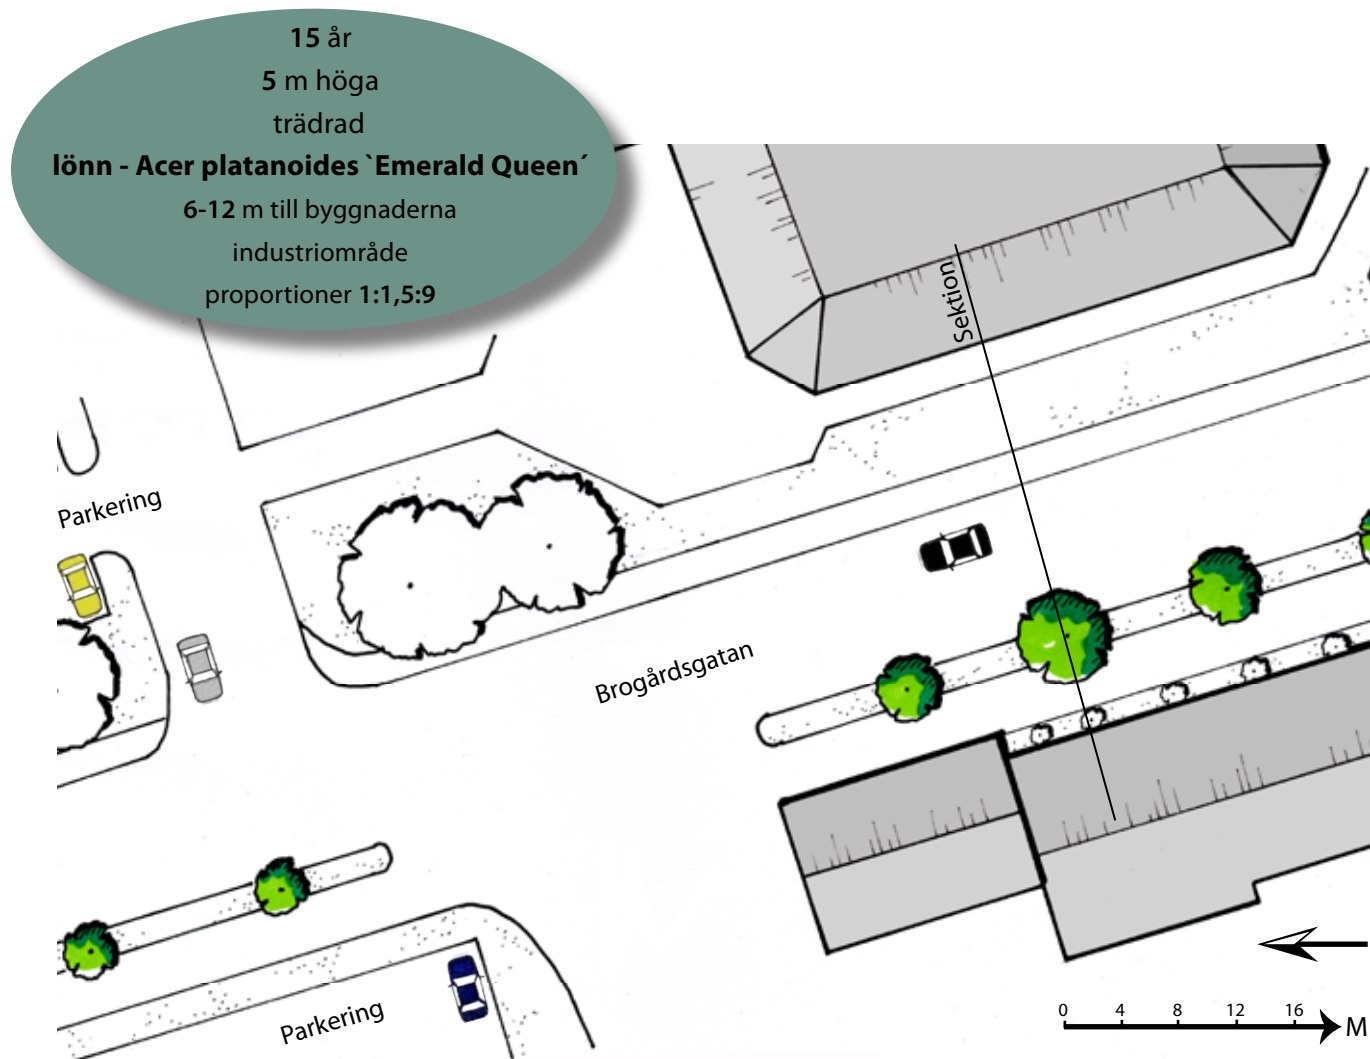 15 år
5 m höga
trädrad
lönn - Acer platanoides `Emerald Queen´
6-12 m till byggnaderna
industriområde
proportioner 1:1,5:9
Sektion
Parkering
Brogårdsgatan
Parkering
0 4 8 12 16 M